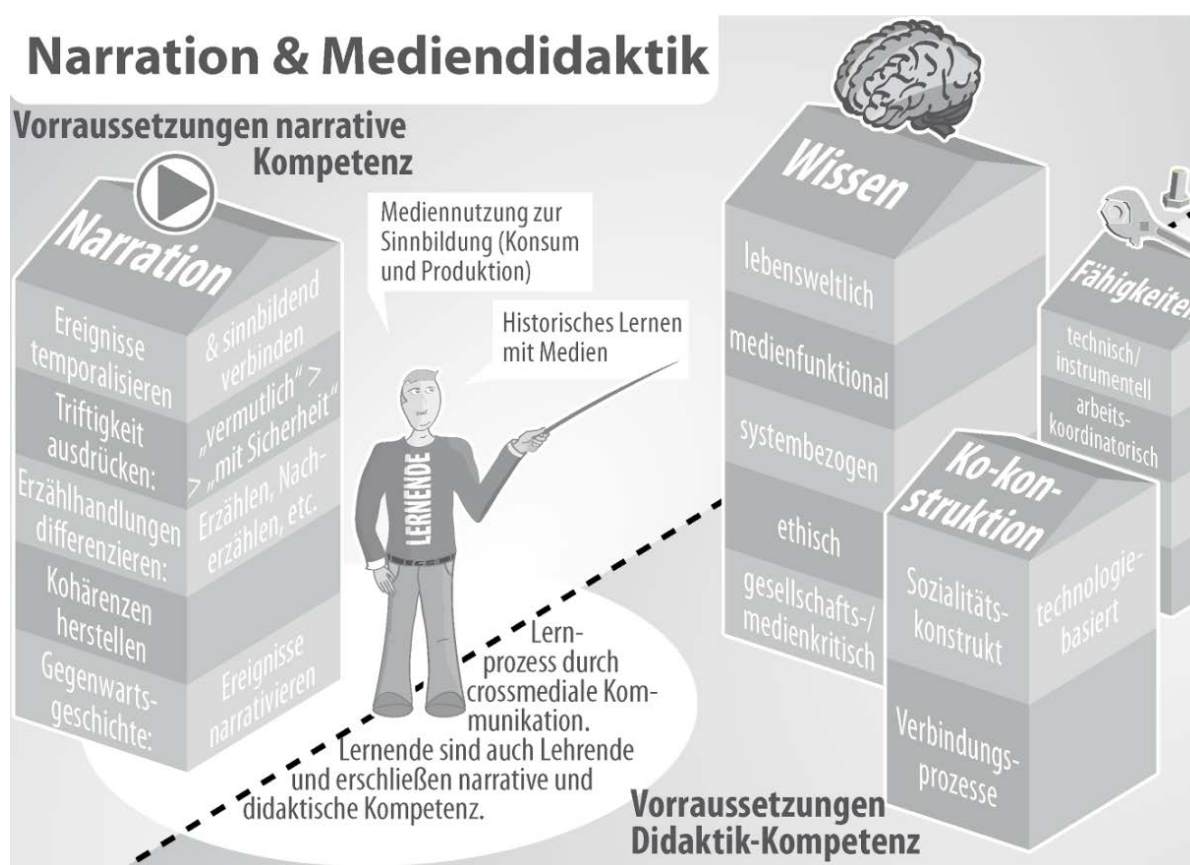 Narration & Mediendidaktik
Vorraussetzungen narrative
Kompetenz
Narration
Ereignisse
temporalisieren
& sinnbildend
verbinden
Triftigkeit
ausdrücken:
„vermutlich“ >
> „mit Sicherheit“
Erzählhandlungen
differenzieren:
Erzählen, Nach-
erzählen, etc.
Kohärenzen
herstellen
Gegenwarts-
geschichte:
Ereignisse
narrativieren
Mediennutzung zur
Sinnbildung (Konsum
und Produktion)
Historisches Lernen
mit Medien
LERNENDE
Lern-
prozess durch
crossmediale Kom-
munikation.
Lernende sind auch Lehrende
und erschließen narrative und
didaktische Kompetenz.
Wissen
lebensweltlich
medienfunktional
systembezogen
ethisch
gesellschafts-/
medienkritisch
Fähigkeiten
technisch/
instrumentell
arbeits-
koordinatorisch
Ko-kon-
struktion
Sozialitäts-
konstrukt
technologie-
basiert
Verbindungs-
prozesse
Vorraussetzungen
Didaktik-Kompetenz